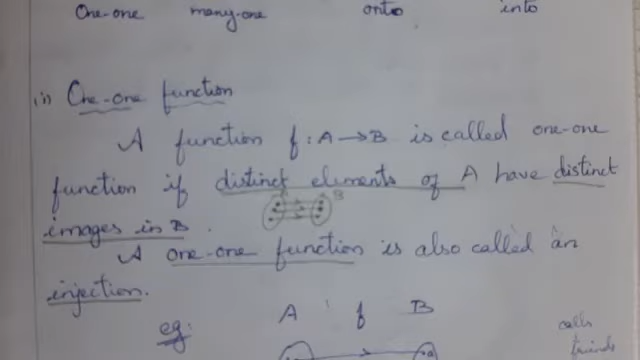 One-one many-one onto into
(i) One-one function
A function f : A → B is called one-one
function if distinct elements of A have distinct
images in B.
A B
A one-one function is also called an
injection.
eg: A f B
calls
a